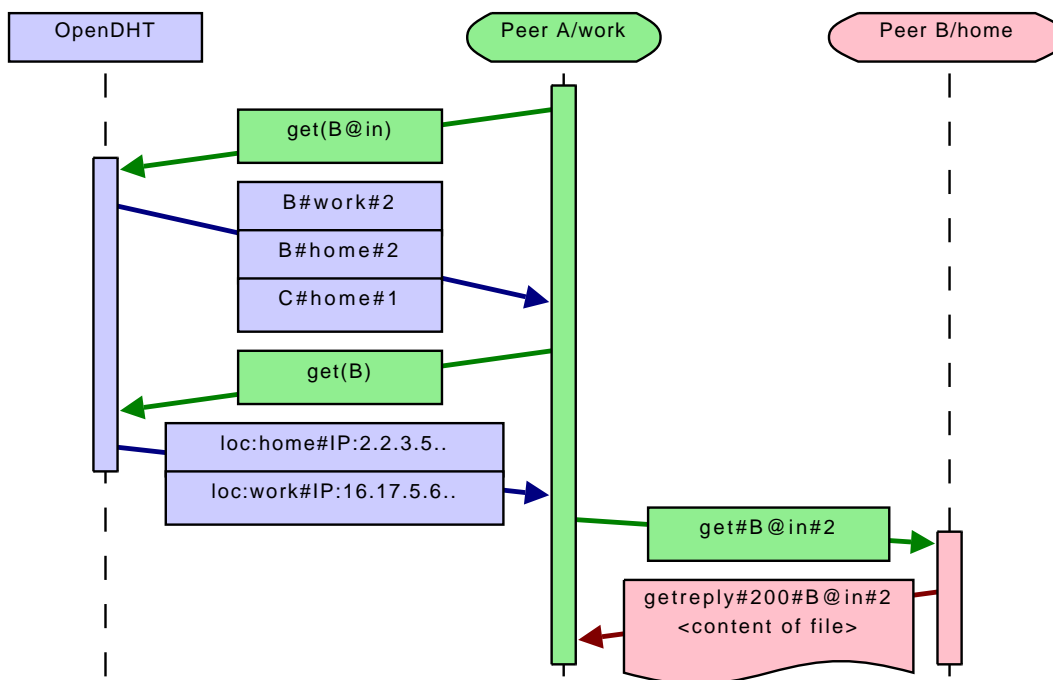 OpenDHT
Peer A/work
Peer B/home
get(B@in)
B#work#2
B#home#2
C#home#1
get(B)
loc:home#IP:2.2.3.5..
loc:work#IP:16.17.5.6..
get#B@in#2
getreply#200#B@in#2
<content of file>